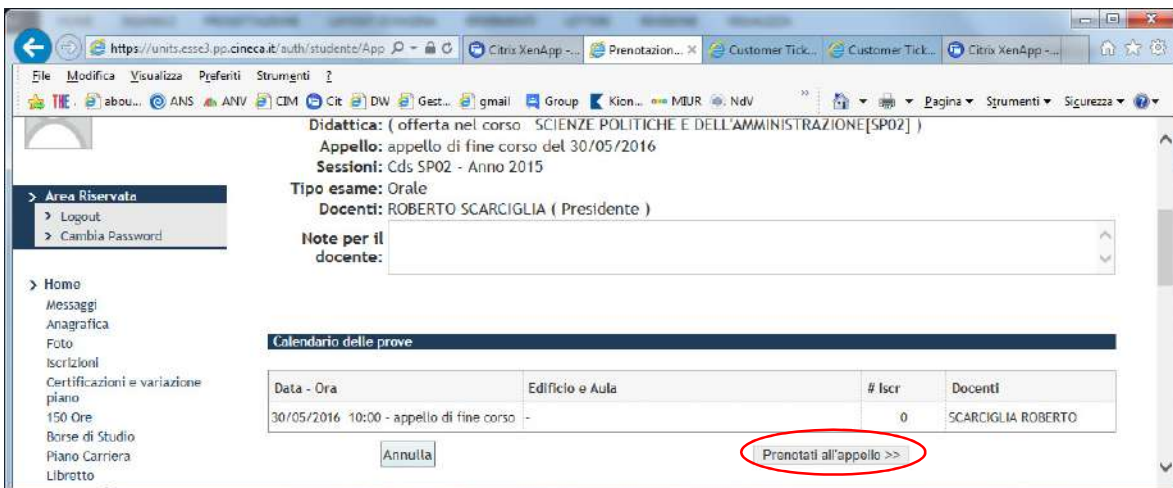 https://units.esse3.pp.cineca.it/auth/studente/App
Citrix XenApp -...
Prenotazion...
Customer Tick...
Customer Tick...
Citrix XenApp -...
File Modifica Visualizza Preferiti Strumenti ?
THE. abou... ANS ANV CIM Cit DW Gest... gmail Group Kion... MIUR NdV » Pagina Strumenti Sicurezza
Didattica: ( offerta nel corso SCIENZE POLITICHE E DELL'AMMINISTRAZIONE[SP02] )
Appello: appello di fine corso del 30/05/2016
Sessioni: Cds SP02 - Anno 2015
Tipo esame: Orale
Docenti: ROBERTO SCARCIGLIA ( Presidente )
Note per il
docente:
> Area Riservata
> Logout
> Cambia Password
> Home
Messaggi
Anagrafica
Foto
Iscrizioni
Certificazioni e variazione
piano
150 Ore
Borse di Studio
Piano Carriera
Libretto
Calendario delle prove
Data - Ora Edificio e Aula # Iscr Docenti
30/05/2016 10:00 - appello di fine corso - 0 SCARCIGLIA ROBERTO
Annulla
Prenotati all'appello >>